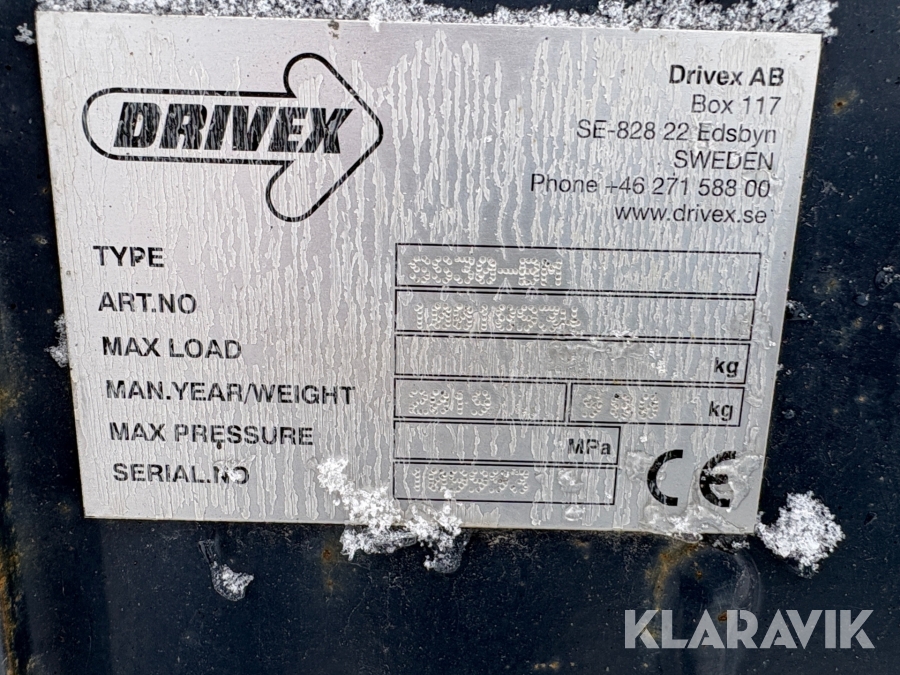 DRIVEX
Drivex AB
Box 117
SE-828 22 Edsbyn
SWEDEN
Phone +46 271 588 00
www.drivex.se
TYPE
ART.NO
MAX LOAD kg
MAN.YEAR/WEIGHT kg
MAX PRESSURE MPa
SERIAL.NO
CE
KLARAVIK